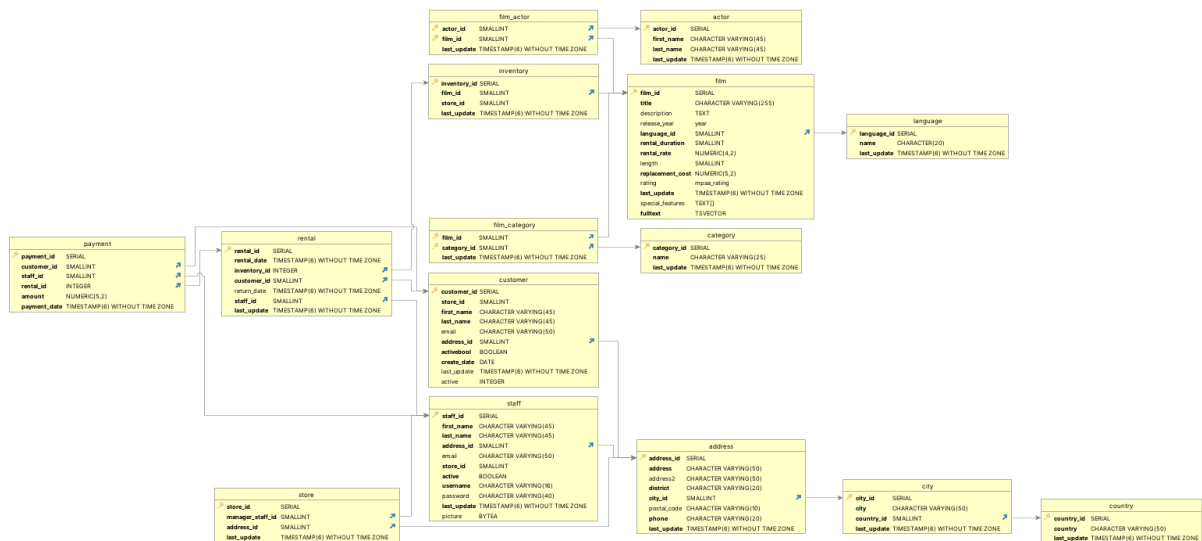 film_actor
actor_id SMALLINT
film_id SMALLINT
last_update TIMESTAMP(6) WITHOUT TIME ZONE
actor
actor_id SERIAL
first_name CHARACTER VARYING(45)
last_name CHARACTER VARYING(45)
last_update TIMESTAMP(6) WITHOUT TIME ZONE
inventory
inventory_id SERIAL
film_id SMALLINT
store_id SMALLINT
last_update TIMESTAMP(6) WITHOUT TIME ZONE
film
film_id SERIAL
title CHARACTER VARYING(255)
description TEXT
release_year year
language_id SMALLINT
rental_duration SMALLINT
rental_rate NUMERIC(4,2)
length SMALLINT
replacement_cost NUMERIC(5,2)
rating mpaa_rating
last_update TIMESTAMP(6) WITHOUT TIME ZONE
special_features TEXT[]
fulltext TSVECTOR
language
language_id SERIAL
name CHARACTER(20)
last_update TIMESTAMP(6) WITHOUT TIME ZONE
film_category
film_id SMALLINT
category_id SMALLINT
last_update TIMESTAMP(6) WITHOUT TIME ZONE
category
category_id SERIAL
name CHARACTER VARYING(25)
last_update TIMESTAMP(6) WITHOUT TIME ZONE
payment
payment_id SERIAL
customer_id SMALLINT
staff_id SMALLINT
rental_id INTEGER
amount NUMERIC(5,2)
payment_date TIMESTAMP(6) WITHOUT TIME ZONE
rental
rental_id SERIAL
rental_date TIMESTAMP(6) WITHOUT TIME ZONE
inventory_id INTEGER
customer_id SMALLINT
return_date TIMESTAMP(6) WITHOUT TIME ZONE
staff_id SMALLINT
last_update TIMESTAMP(6) WITHOUT TIME ZONE
customer
customer_id SERIAL
store_id SMALLINT
first_name CHARACTER VARYING(45)
last_name CHARACTER VARYING(45)
email CHARACTER VARYING(50)
address_id SMALLINT
activebool BOOLEAN
create_date DATE
last_update TIMESTAMP(6) WITHOUT TIME ZONE
active INTEGER
staff
staff_id SERIAL
first_name CHARACTER VARYING(45)
last_name CHARACTER VARYING(45)
address_id SMALLINT
email CHARACTER VARYING(50)
store_id SMALLINT
active BOOLEAN
username CHARACTER VARYING(16)
password CHARACTER VARYING(40)
last_update TIMESTAMP(6) WITHOUT TIME ZONE
picture BYTEA
store
store_id SERIAL
manager_staff_id SMALLINT
address_id SMALLINT
last_update TIMESTAMP(6) WITHOUT TIME ZONE
address
address_id SERIAL
address CHARACTER VARYING(50)
address2 CHARACTER VARYING(50)
district CHARACTER VARYING(20)
city_id SMALLINT
postal_code CHARACTER VARYING(10)
phone CHARACTER VARYING(20)
last_update TIMESTAMP(6) WITHOUT TIME ZONE
city
city_id SERIAL
city CHARACTER VARYING(50)
country_id SMALLINT
last_update TIMESTAMP(6) WITHOUT TIME ZONE
country
country_id SERIAL
country CHARACTER VARYING(50)
last_update TIMESTAMP(6) WITHOUT TIME ZONE